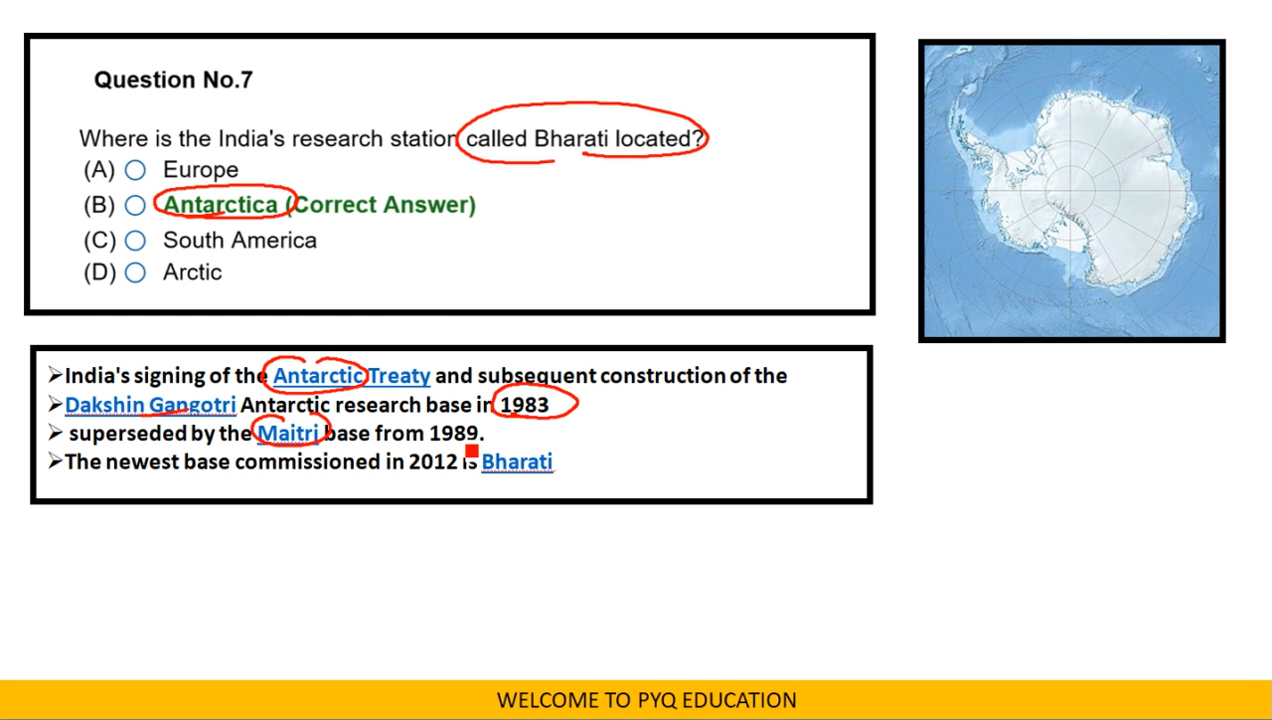 Question No.7
Where is the India's research station called Bharati located?
(A) Europe
(B) Antarctica (Correct Answer)
(C) South America
(D) Arctic
➢India's signing of the Antarctic Treaty and subsequent construction of the
➢Dakshin Gangotri Antarctic research base in 1983
➢ superseded by the Maitri base from 1989.
➢The newest base commissioned in 2012 is Bharati
WELCOME TO PYQ EDUCATION